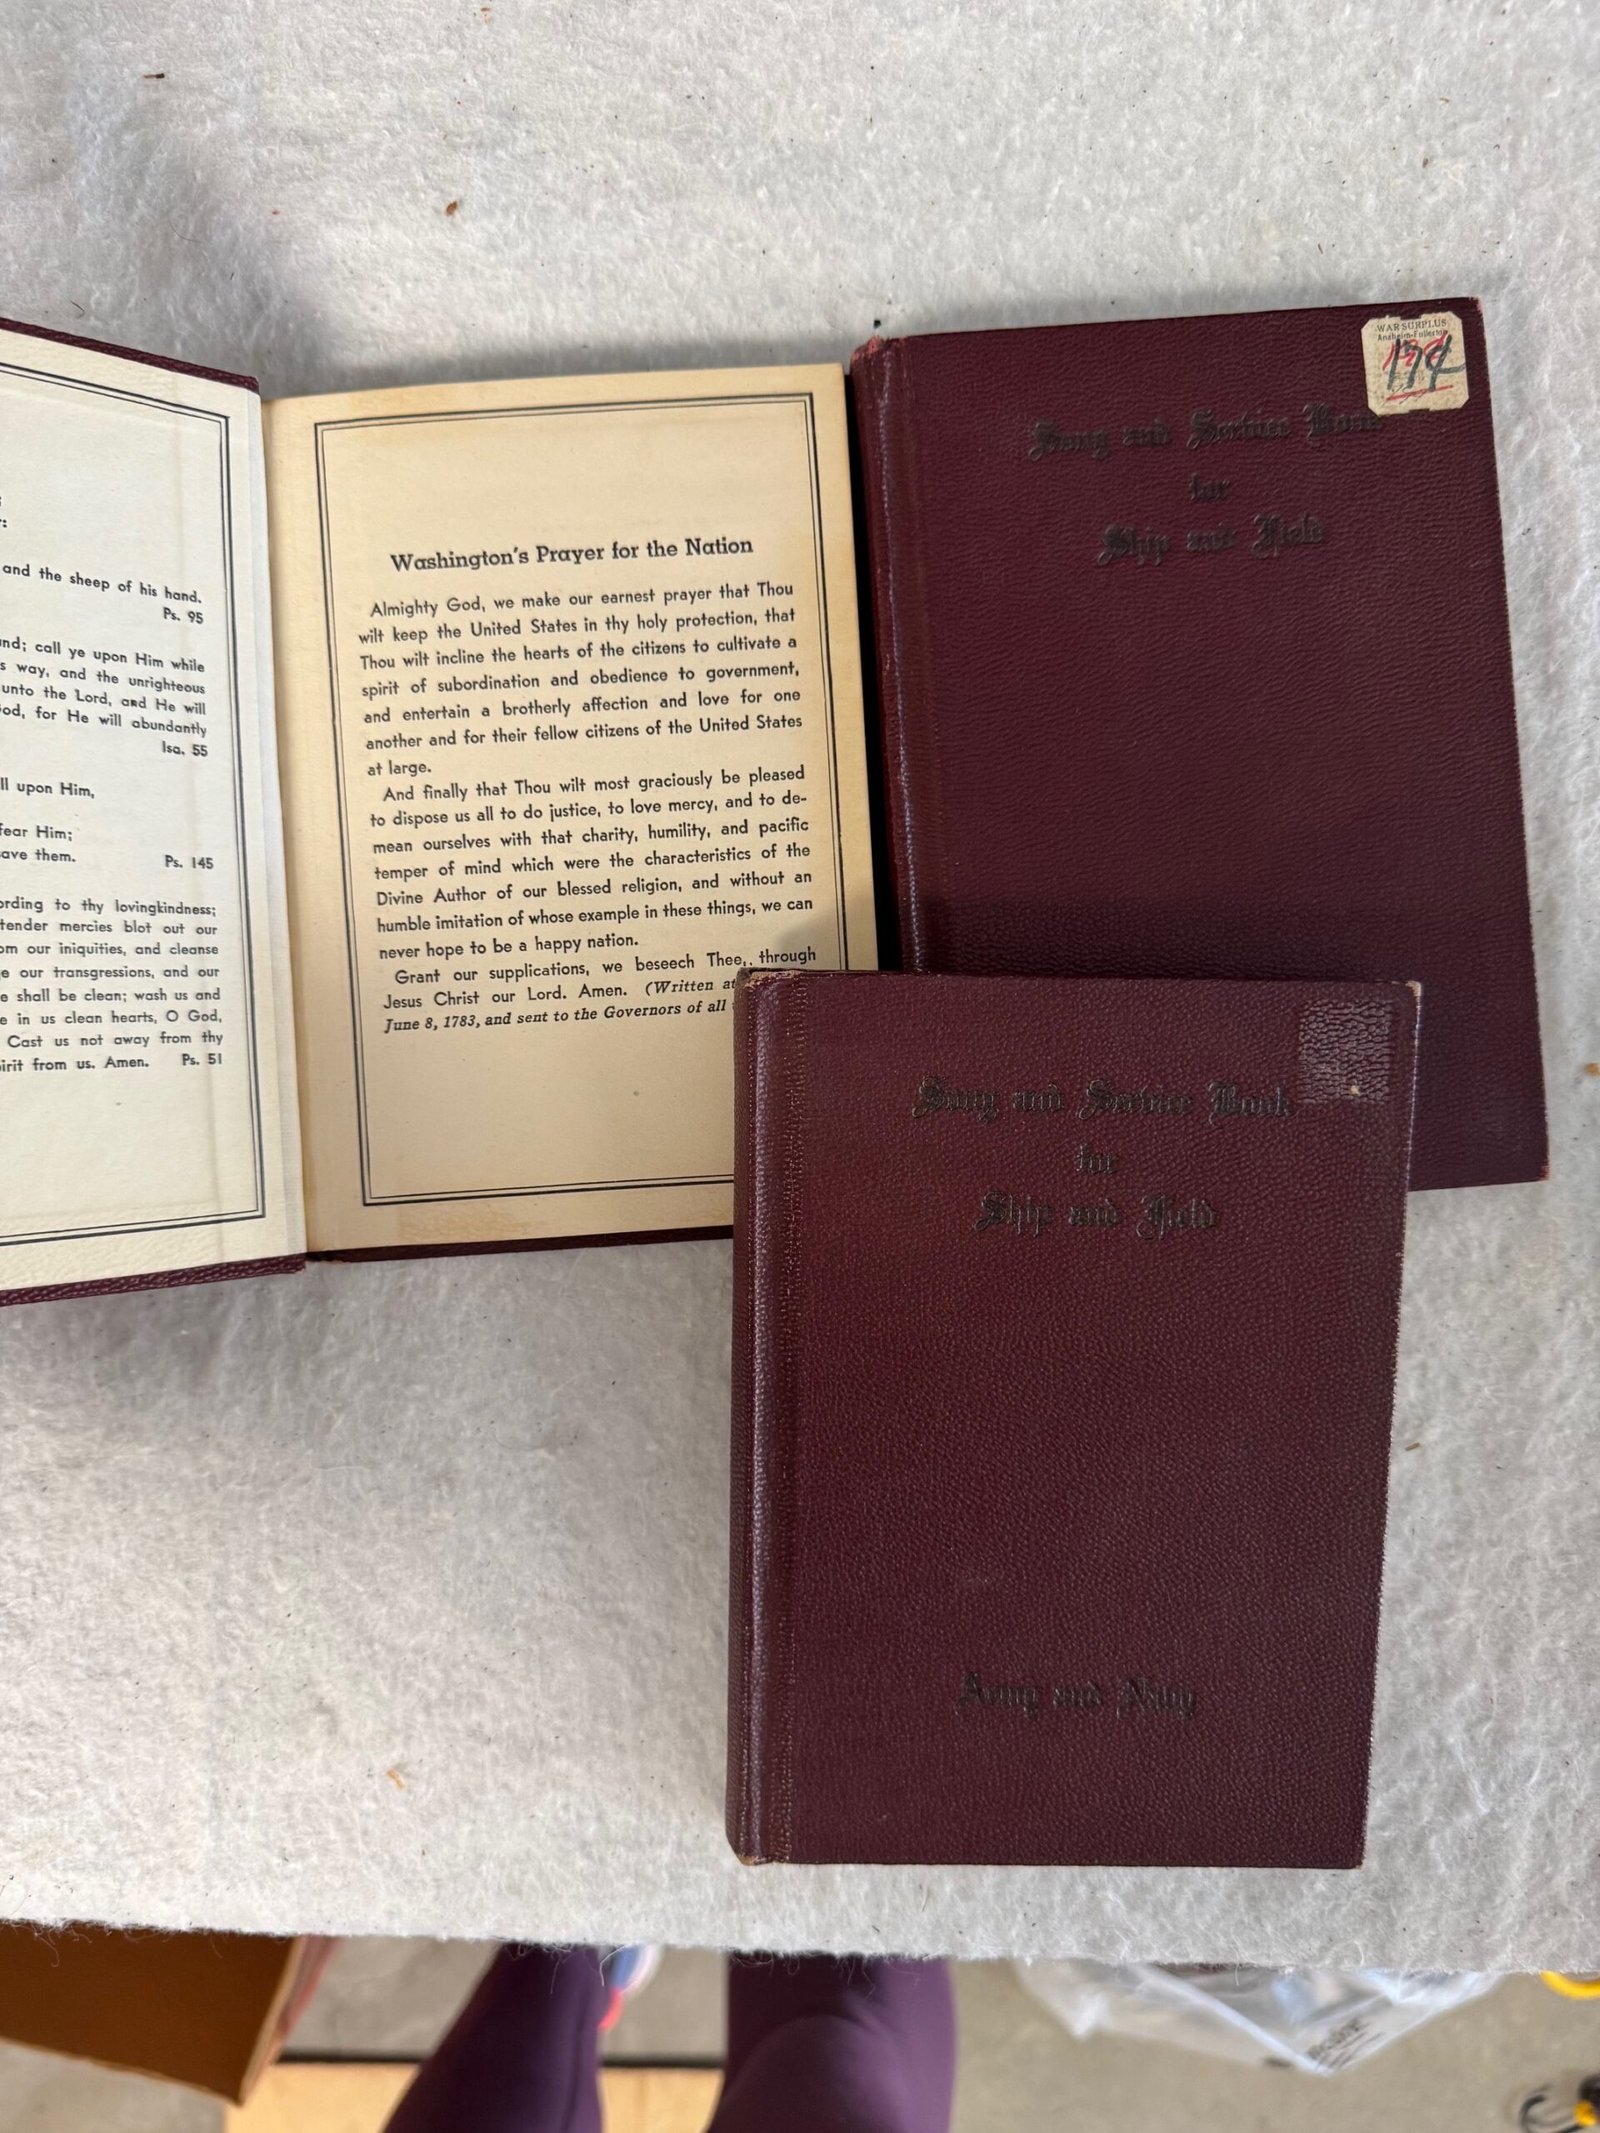 and the sheep of his hand.
Ps. 95
call ye upon Him while
way, and the unrighteous
unto the Lord, and He will
for He will abundantly
Isa. 55
upon Him,
fear Him;
them.
Ps. 145
to thy lovingkindness;
tender mercies blot out our
our iniquities, and cleanse
our transgressions, and our
shall be clean; wash us and
in us clean hearts, O God,
Cast us not away from thy
from us. Amen.
Ps. 51
Washington's Prayer for the Nation
Almighty God, we make our earnest prayer that Thou
wilt keep the United States in thy holy protection, that
Thou wilt incline the hearts of the citizens to cultivate a
spirit of subordination and obedience to government,
and entertain a brotherly affection and love for one
another and for their fellow citizens of the United States
at large.
And finally that Thou wilt most graciously be pleased
to dispose us all to do justice, to love mercy, and to de-
mean ourselves with that charity, humility, and pacific
temper of mind which were the characteristics of the
Divine Author of our blessed religion, and without an
humble imitation of whose example in these things, we can
never hope to be a happy nation.
Grant our supplications, we beseech Thee, through
Jesus Christ our Lord. Amen. (Written at
June 8, 1783, and sent to the Governors of all
WAR SURPLUS
Anaheim-Fullerton
Song and Service Book
for
Ship and Field
Song and Service Book
for
Ship and Field
Army and Navy